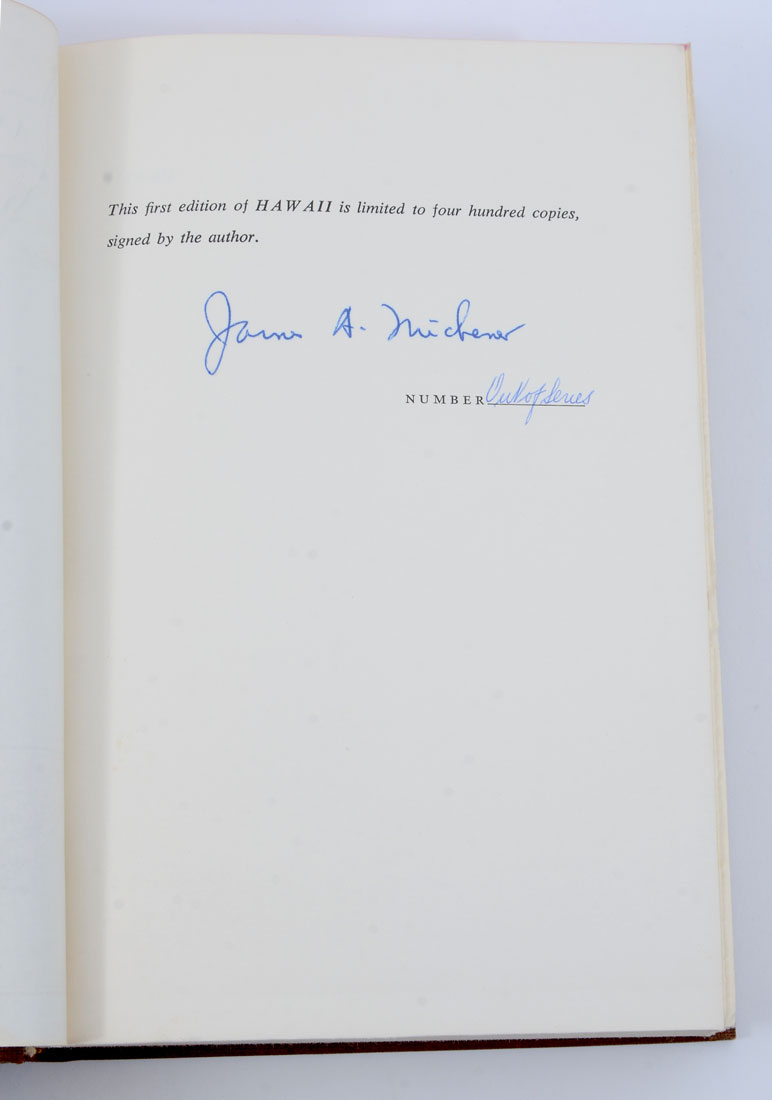 This first edition of HAWAII is limited to four hundred copies,
signed by the author.
James A. Michener
NUMBER Out of Series